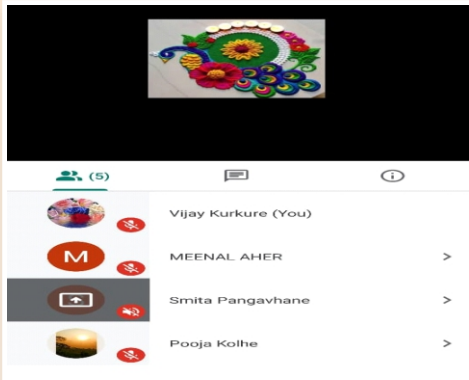 (5)
Vijay Kurkure (You)
M
MEENAL AHER
Smita Pangavhane
Pooja Kolhe